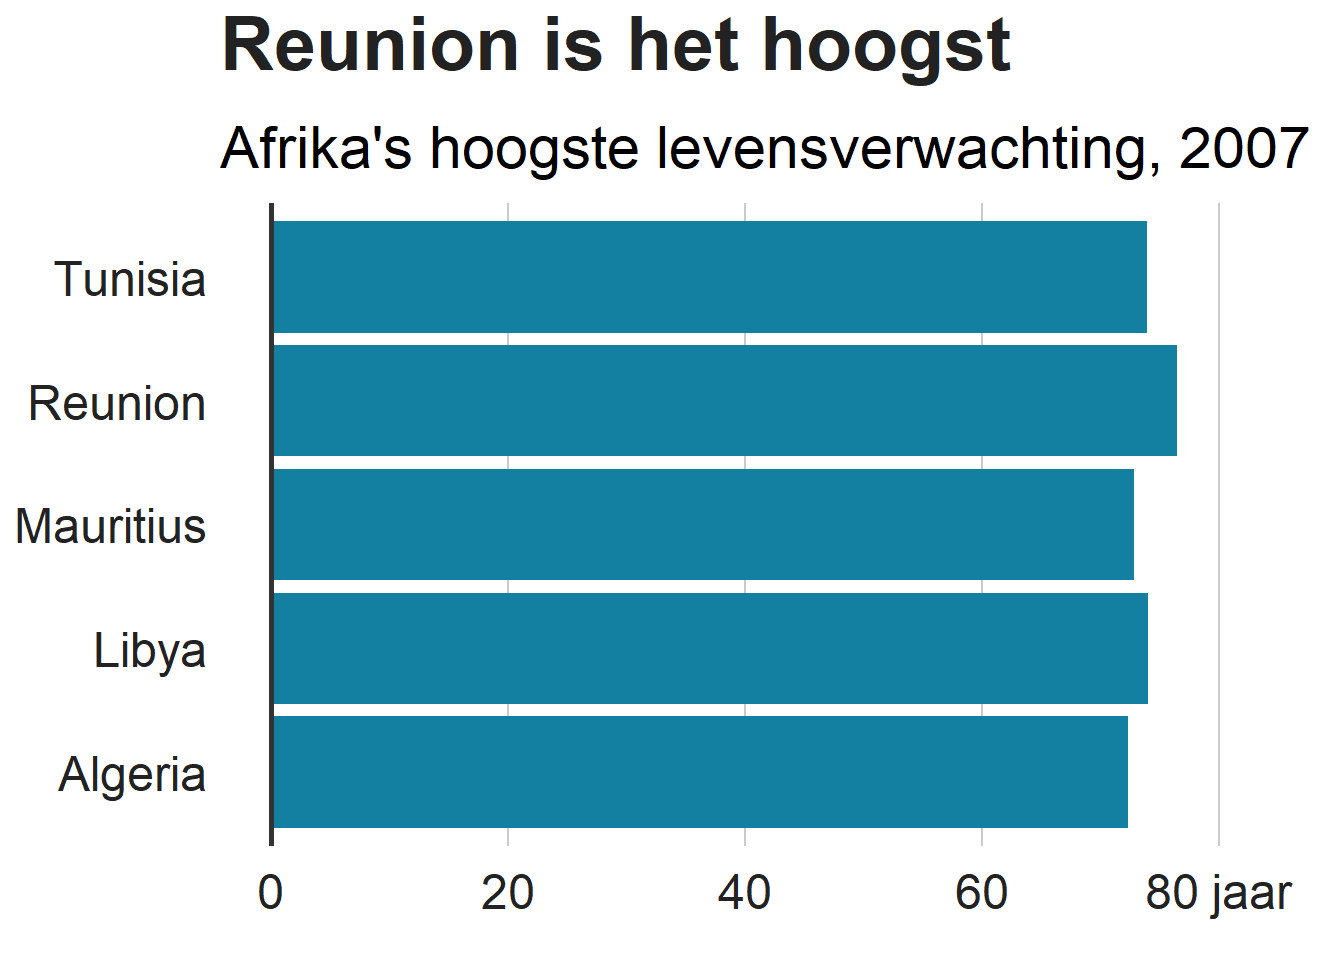 Reunion is het hoogst
Afrika's hoogste levensverwachting, 2007
Tunisia
Reunion
Mauritius
Libya
Algeria
0 20 40 60 80 jaar